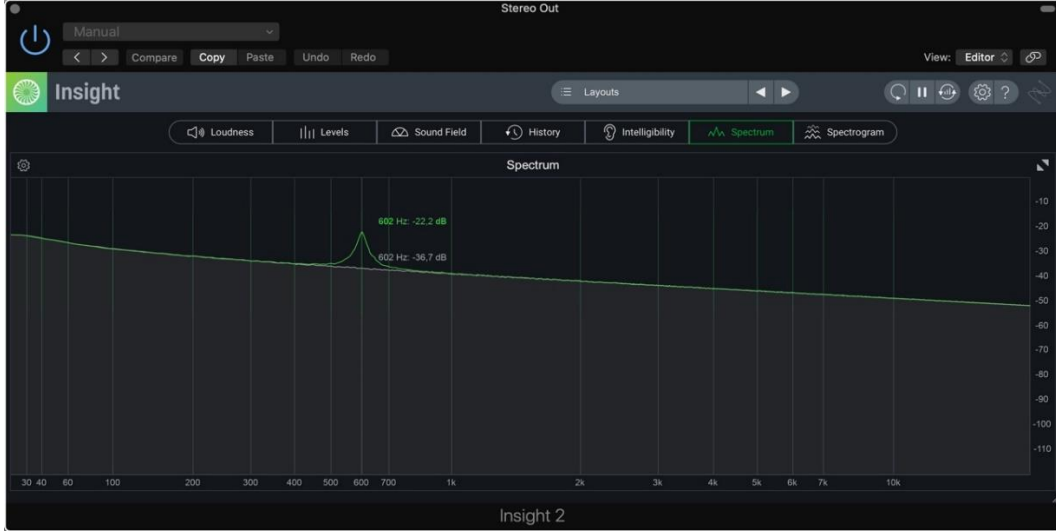 Stereo Out
Manual
Compare Copy Paste Undo Redo View: Editor
Insight Layouts ?
Loudness Levels Sound Field History Intelligibility Spectrum Spectrogram
Spectrum
-10
602 Hz: -22,2 dB
-20
-30
602 Hz: -36,7 dB
-40
-50
-60
-70
-80
-90
-100
-110
30 40 60 100 200 300 400 500 600 700 1k 2k 3k 4k 5k 6k 7k 10k
Insight 2